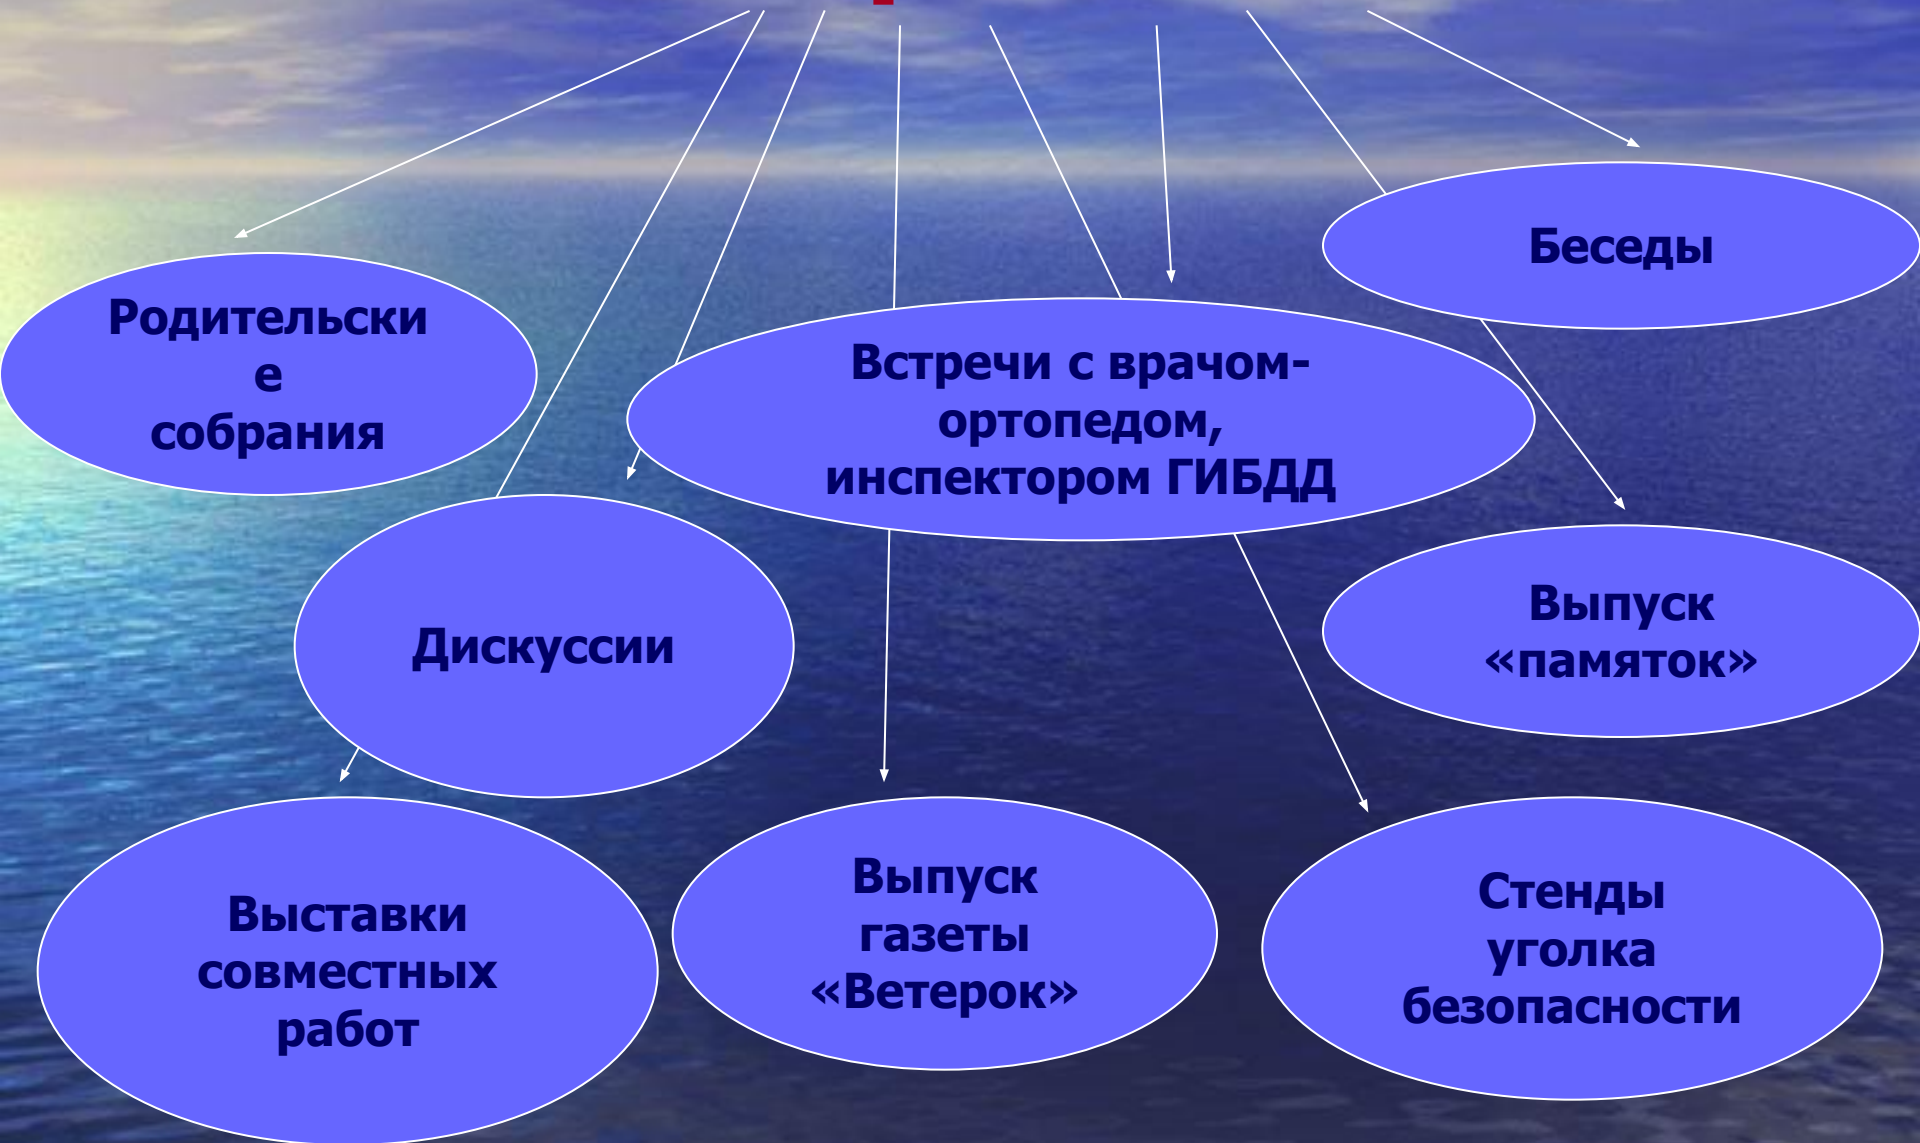 Беседы
Родительски
е
собрания
Встречи с врачом-
ортопедом,
инспектором ГИБДД
Дискуссии
Выпуск
«памяток»
Выставки
совместных
работ
Выпуск
газеты
«Ветерок»
Стенды
уголка
безопасности